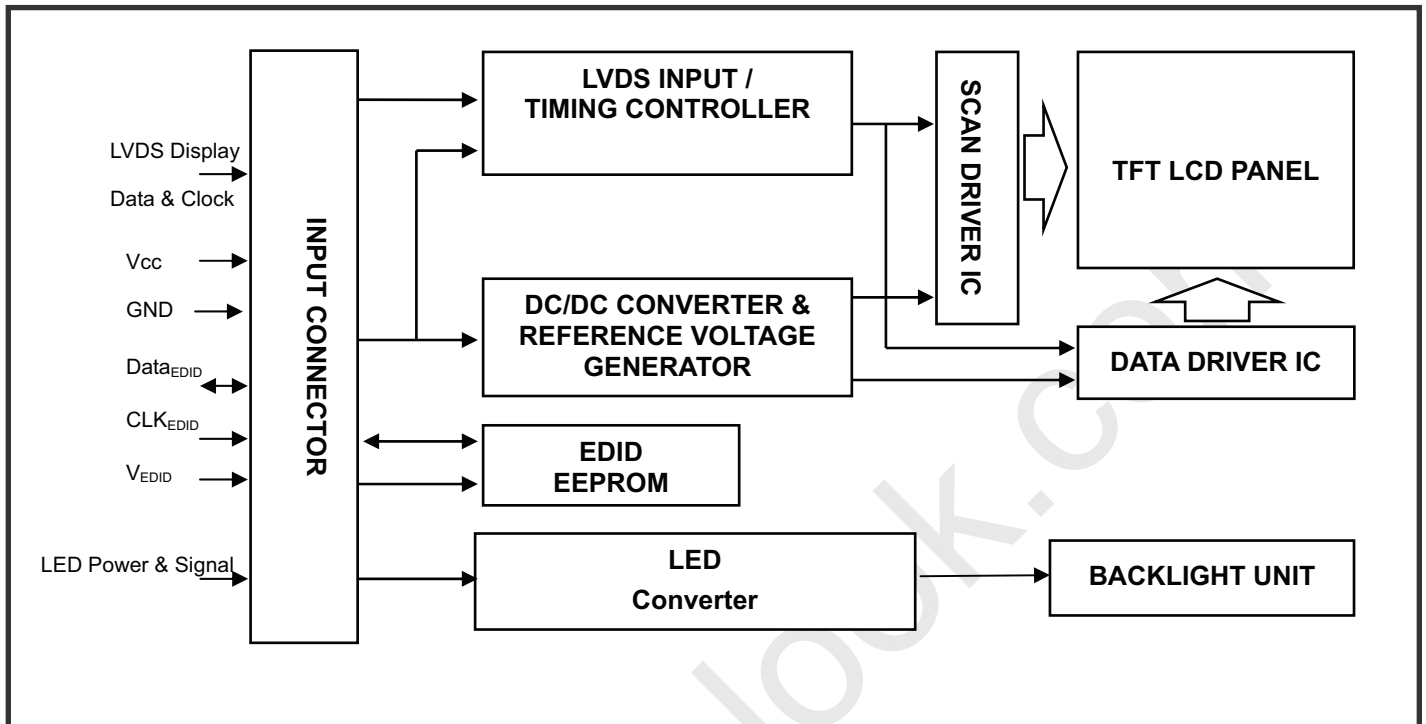 LVDS Display
Data & Clock
Vcc
GND
DataEDID
CLKEDID
VEDID
LED Power & Signal
INPUT CONNECTOR
LVDS INPUT /
TIMING CONTROLLER
DC/DC CONVERTER &
REFERENCE VOLTAGE
GENERATOR
EDID
EEPROM
LED
Converter
SCAN DRIVER IC
TFT LCD PANEL
DATA DRIVER IC
BACKLIGHT UNIT